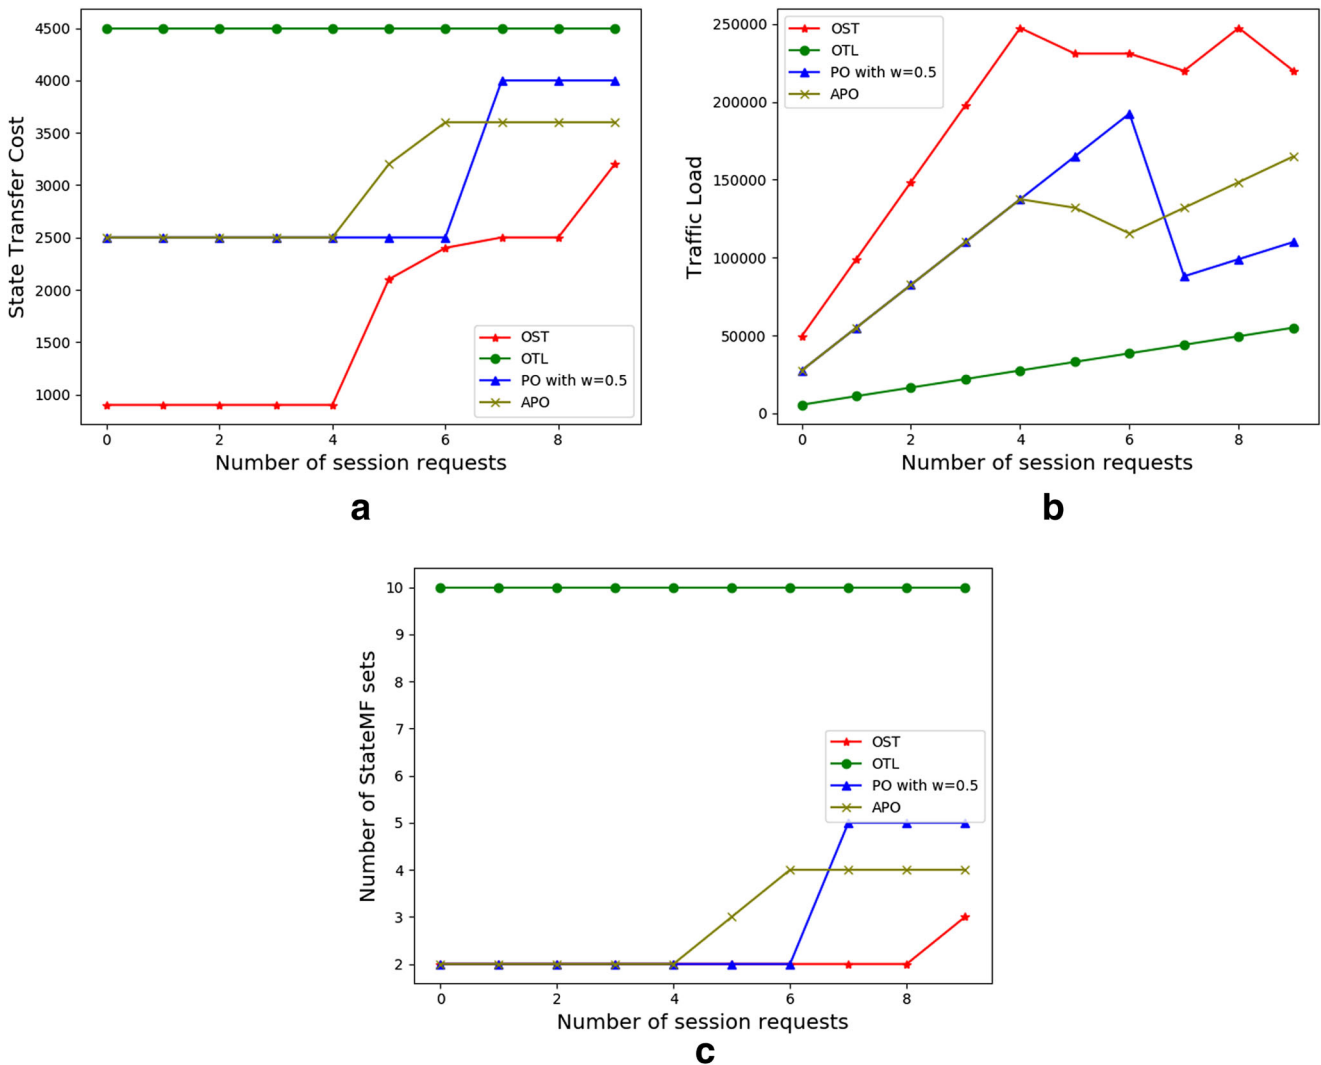 4500
4000
3500
3000
2500
2000
1500
1000
State Transfer Cost
OST
OTL
PO with w=0.5
APO
0 2 4 6 8
Number of session requests
a
250000
200000
150000
100000
50000
0
Traffic Load
OST
OTL
PO with w=0.5
APO
0 2 4 6 8
Number of session requests
b
10
9
8
7
6
5
4
3
2
Number of StateMF sets
OST
OTL
PO with w=0.5
APO
0 2 4 6 8
Number of session requests
c